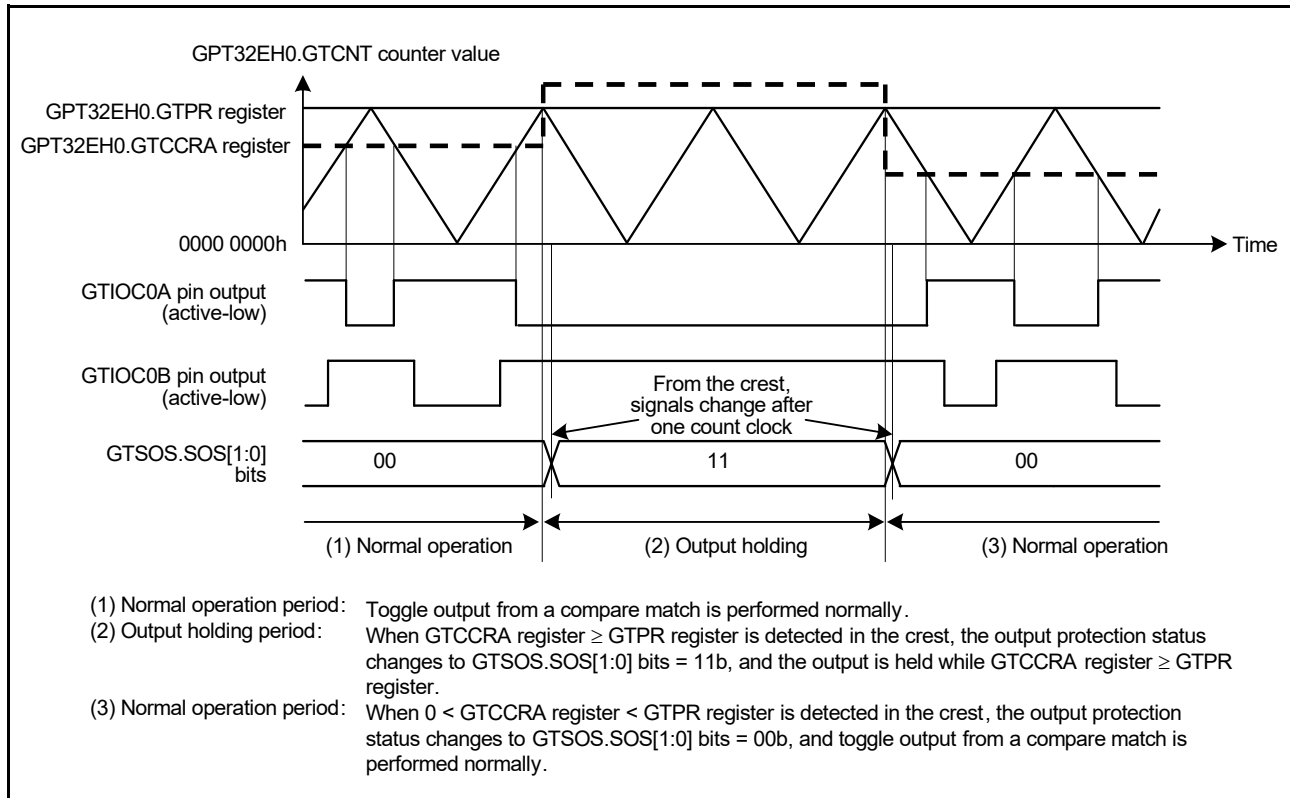 GPT32EH0.GTCNT counter value
GPT32EH0.GTPR register
GPT32EH0.GTCCRA register
0000 0000h
Time
GTIOC0A pin output
(active-low)
GTIOC0B pin output
(active-low)
From the crest,
signals change after
one count clock
GTSOS.SOS[1:0]
bits
00
11
00
(1) Normal operation
(2) Output holding
(3) Normal operation
(1) Normal operation period: Toggle output from a compare match is performed normally.
(2) Output holding period: When GTCCRA register ≥ GTPR register is detected in the crest, the output protection status
changes to GTSOS.SOS[1:0] bits = 11b, and the output is held while GTCCRA register ≥ GTPR
register.
(3) Normal operation period: When 0 < GTCCRA register < GTPR register is detected in the crest, the output protection
status changes to GTSOS.SOS[1:0] bits = 00b, and toggle output from a compare match is
performed normally.